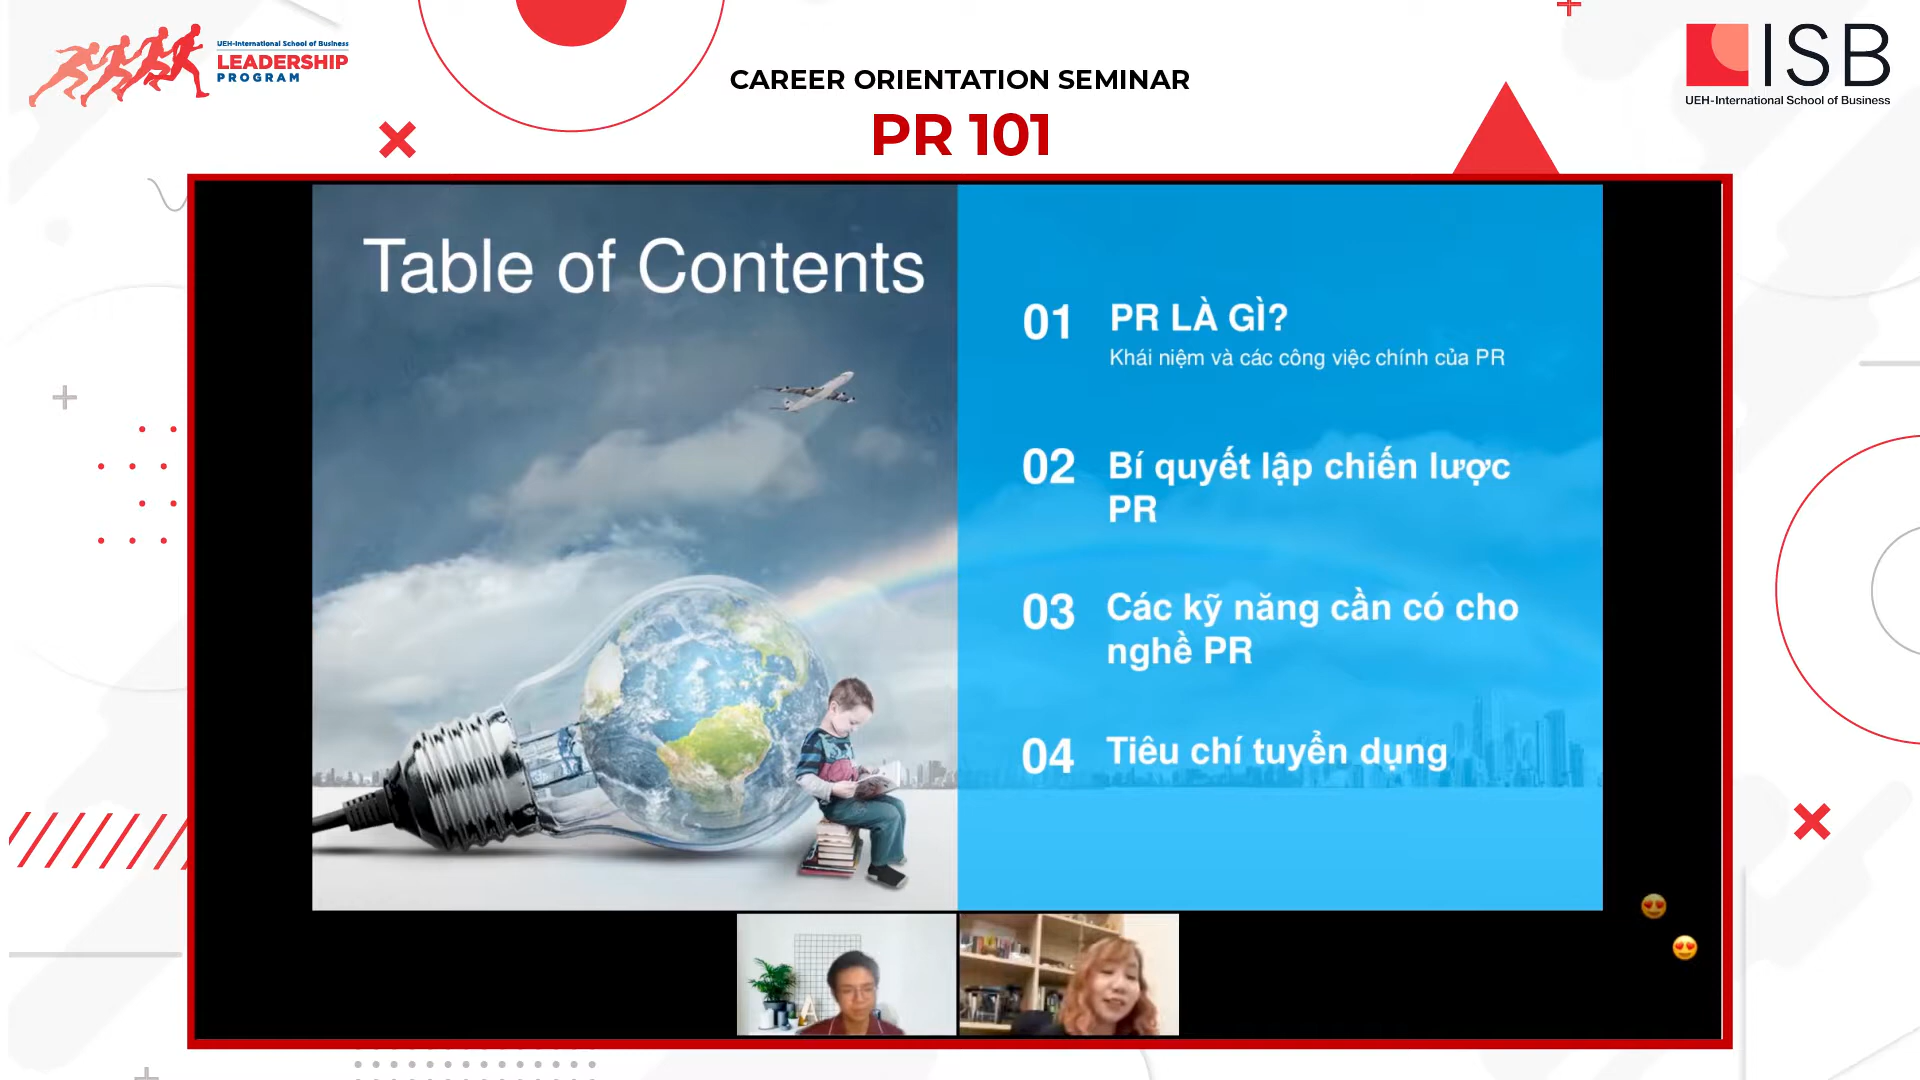 UEH-International School of Business
LEADERSHIP
PROGRAM
CAREER ORIENTATION SEMINAR
PR 101
ISB
UEH-International School of Business
Table of Contents
01 PR LÀ GÌ?
Khái niệm và các công việc chính của PR
02 Bí quyết lập chiến lược
PR
03 Các kỹ năng cần có cho
nghề PR
04 Tiêu chí tuyển dụng
A